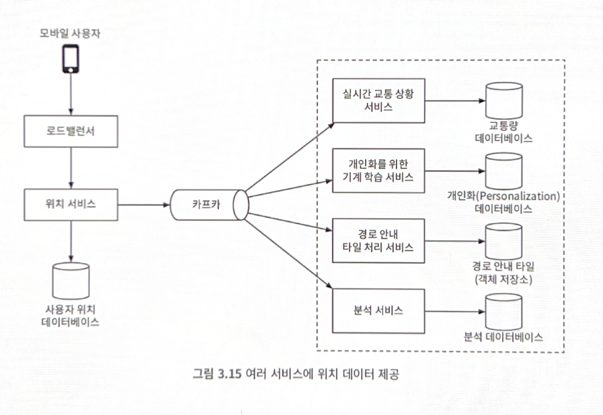 모바일 사용자
로드밸런서
위치 서비스
사용자 위치
데이터베이스
카프카
실시간 교통 상황
서비스
교통량
데이터베이스
개인화를 위한
기계 학습 서비스
개인화(Personalization)
데이터베이스
경로 안내
타일 처리 서비스
경로 안내 타일
(객체 저장소)
분석 서비스
분석 데이터베이스
그림 3.15 여러 서비스에 위치 데이터 제공